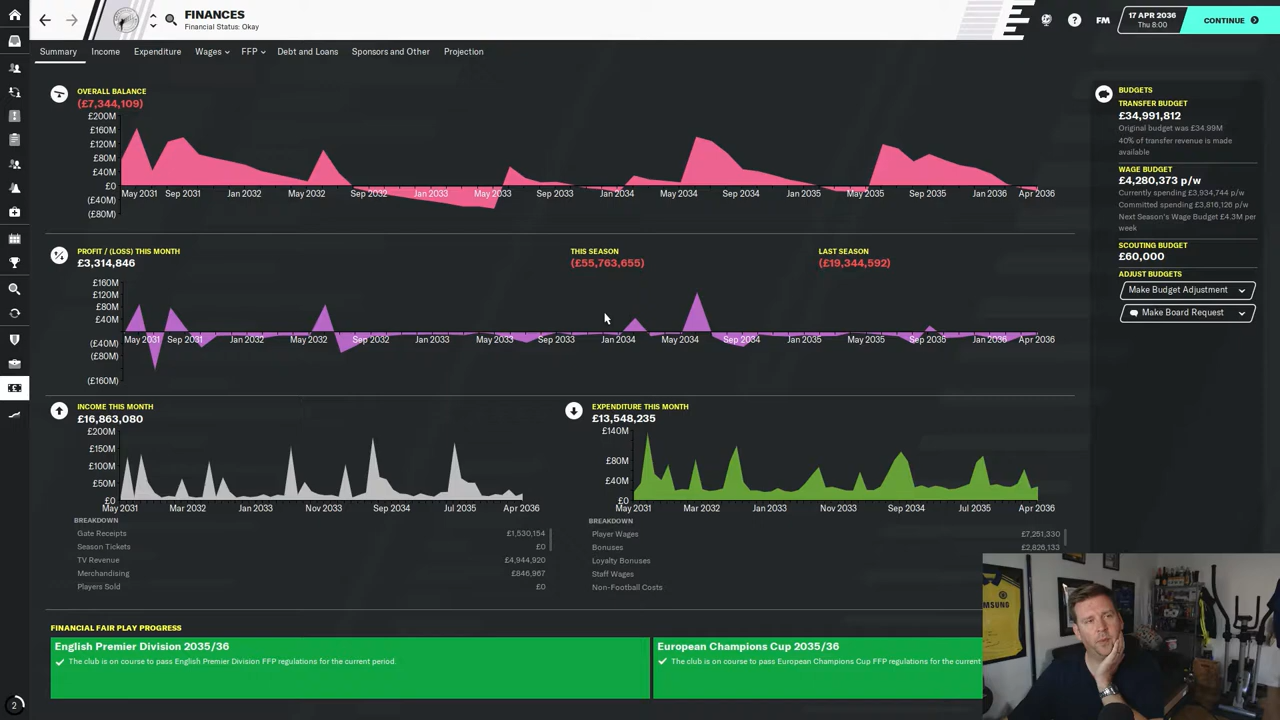 FINANCES
Financial Status: Okay
FM
17 APR 2036
Thu 8:00
CONTINUE
Summary
Income
Expenditure
Wages
FFP
Debt and Loans
Sponsors and Other
Projection
OVERALL BALANCE
(£7,344,109)
£200M
£160M
£120M
£80M
£40M
£0
(£40M)
(£80M)
May 2031 Sep 2031 Jan 2032 May 2032 Sep 2032 Jan 2033 May 2033 Sep 2033 Jan 2034 May 2034 Sep 2034 Jan 2035 May 2035 Sep 2035 Jan 2036 Apr 2036
PROFIT / (LOSS) THIS MONTH
£3,314,846
THIS SEASON
(£55,763,655)
LAST SEASON
(£19,344,592)
£160M
£120M
£80M
£40M
(£40M)
(£80M)
(£160M)
May 2031 Sep 2031 Jan 2032 May 2032 Sep 2032 Jan 2033 May 2033 Sep 2033 Jan 2034 May 2034 Sep 2034 Jan 2035 May 2035 Sep 2035 Jan 2036 Apr 2036
INCOME THIS MONTH
£16,863,080
£200M
£150M
£100M
£50M
£0
May 2031 Mar 2032 Jan 2033 Nov 2033 Sep 2034 Jul 2035 Apr 2036
BREAKDOWN
Gate Receipts £1,530,154
Season Tickets £0
TV Revenue £4,944,920
Merchandising £846,967
Players Sold £0
EXPENDITURE THIS MONTH
£13,548,235
£140M
£80M
£40M
£0
May 2031 Mar 2032 Jan 2033 Nov 2033 Sep 2034 Jul 2035 Apr 2036
BREAKDOWN
Player Wages £7,251,330
Bonuses £2,826,133
Loyalty Bonuses
Staff Wages
Non-Football Costs
BUDGETS
TRANSFER BUDGET
£34,991,812
Original budget was £34.99M
40% of transfer revenue is made
available
WAGE BUDGET
£4,280,373 p/w
Currently spending £3,934,744 p/w
Committed spending £3,816,126 p/w
Next Season's Wage Budget £4.3M per
week
SCOUTING BUDGET
£60,000
ADJUST BUDGETS
Make Budget Adjustment
Make Board Request
FINANCIAL FAIR PLAY PROGRESS
English Premier Division 2035/36
The club is on course to pass English Premier Division FFP regulations for the current period.
European Champions Cup 2035/36
The club is on course to pass European Champions Cup FFP regulations for the current
SAMSUNG
2